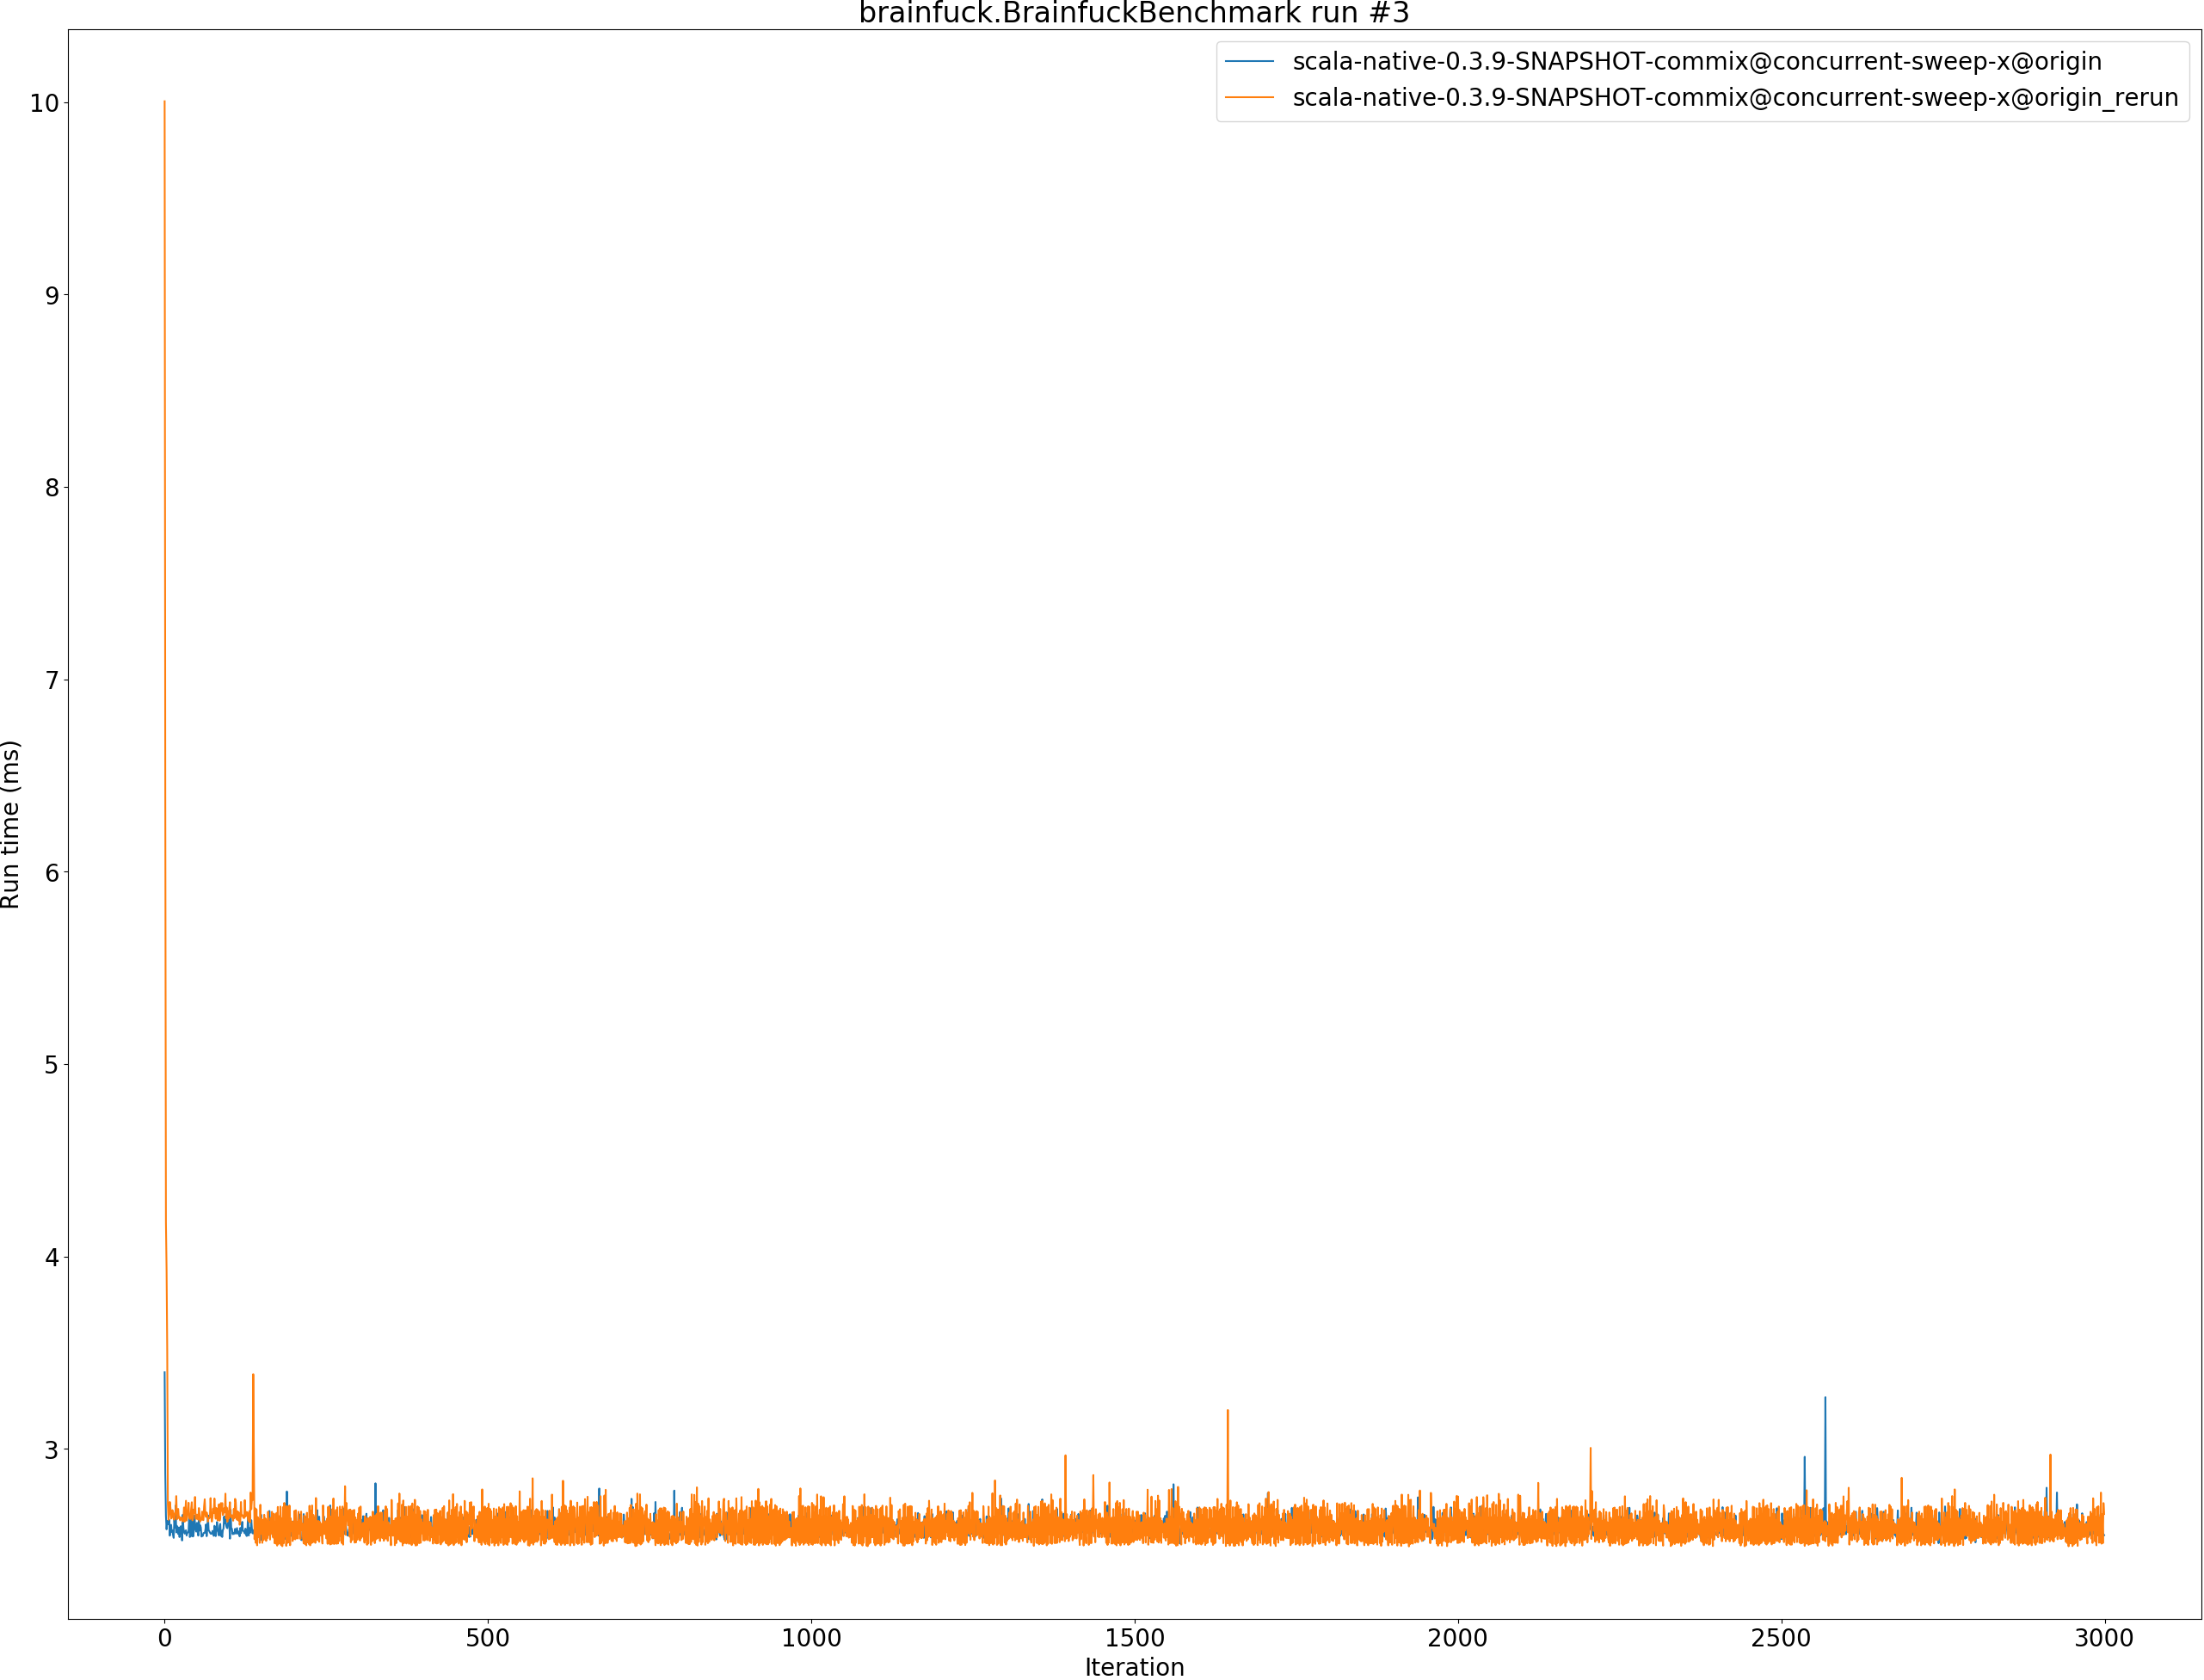 brainfuck.BrainfuckBenchmark run #3
scala-native-0.3.9-SNAPSHOT-commix@concurrent-sweep-x@origin
scala-native-0.3.9-SNAPSHOT-commix@concurrent-sweep-x@origin_rerun
10
9
8
7
6
5
4
3
Run time (ms)
0 500 1000 1500 2000 2500 3000
Iteration